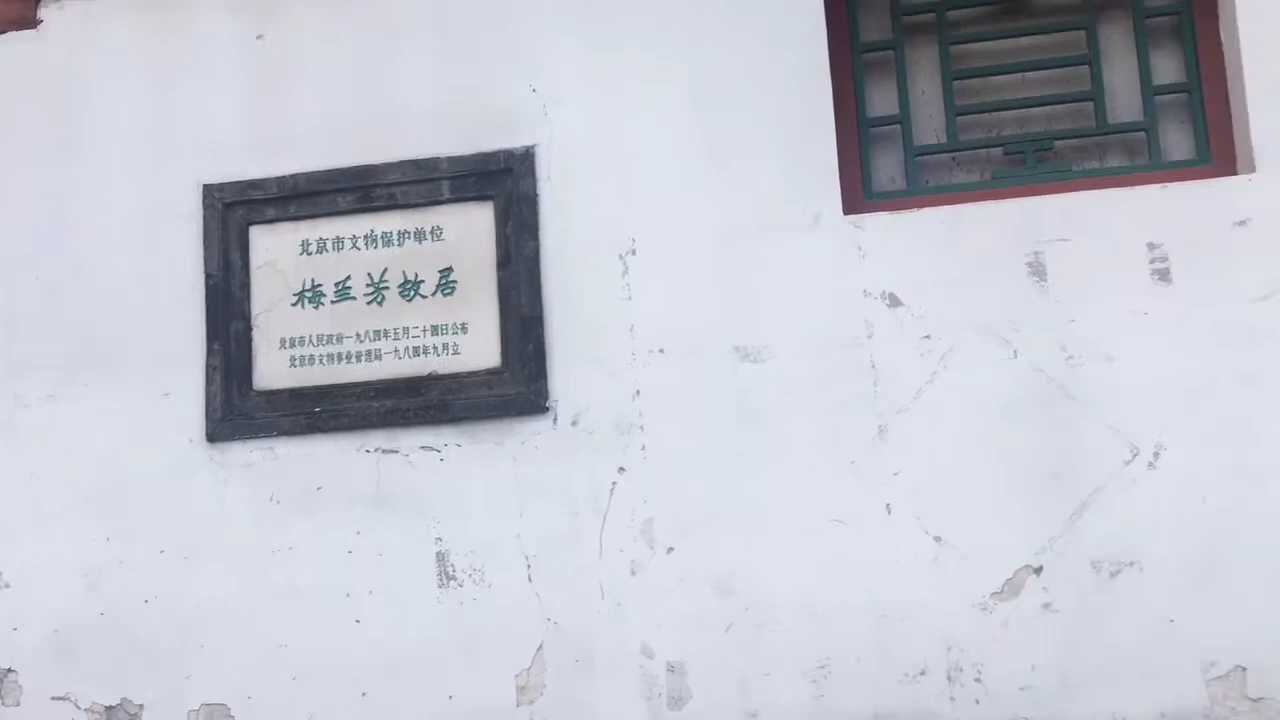 北京市文物保护单位
梅兰芳故居
北京市人民政府一九八四年五月二十四日公布
北京市文物事业管理局一九八四年九月立